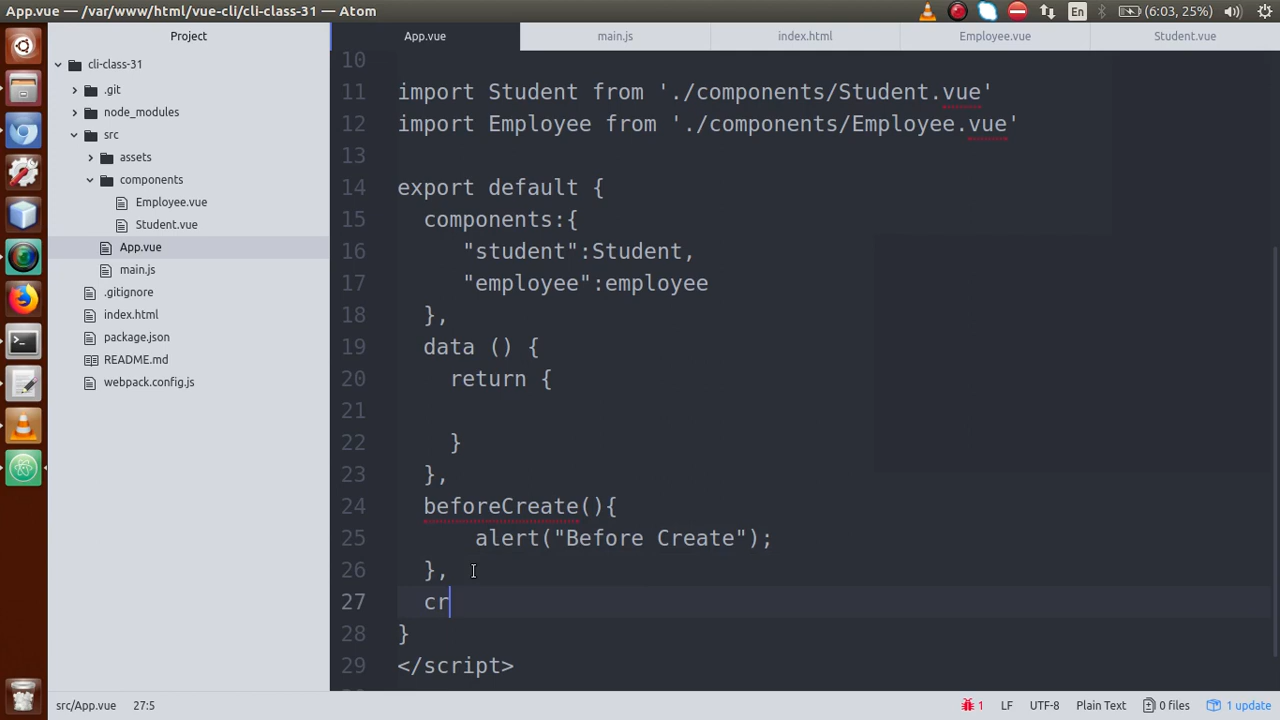 App.vue — /var/www/html/vue-cli/cli-class-31 — Atom
En
(6:03, 25%)
Project
App.vue
main.js
index.html
Employee.vue
Student.vue
cli-class-31
.git
node_modules
src
assets
components
Employee.vue
Student.vue
App.vue
main.js
.gitignore
index.html
package.json
README.md
webpack.config.js
10
11 import Student from './components/Student.vue'
12 import Employee from './components/Employee.vue'
13
14 export default {
15 components:{
16 "student":Student,
17 "employee":employee
18 },
19 data () {
20 return {
21
22 }
23 },
24 beforeCreate(){
25 alert("Before Create");
26 },
27 cr
28 }
29 </script>
src/App.vue 27:5
1 LF UTF-8 Plain Text 0 files 1 update